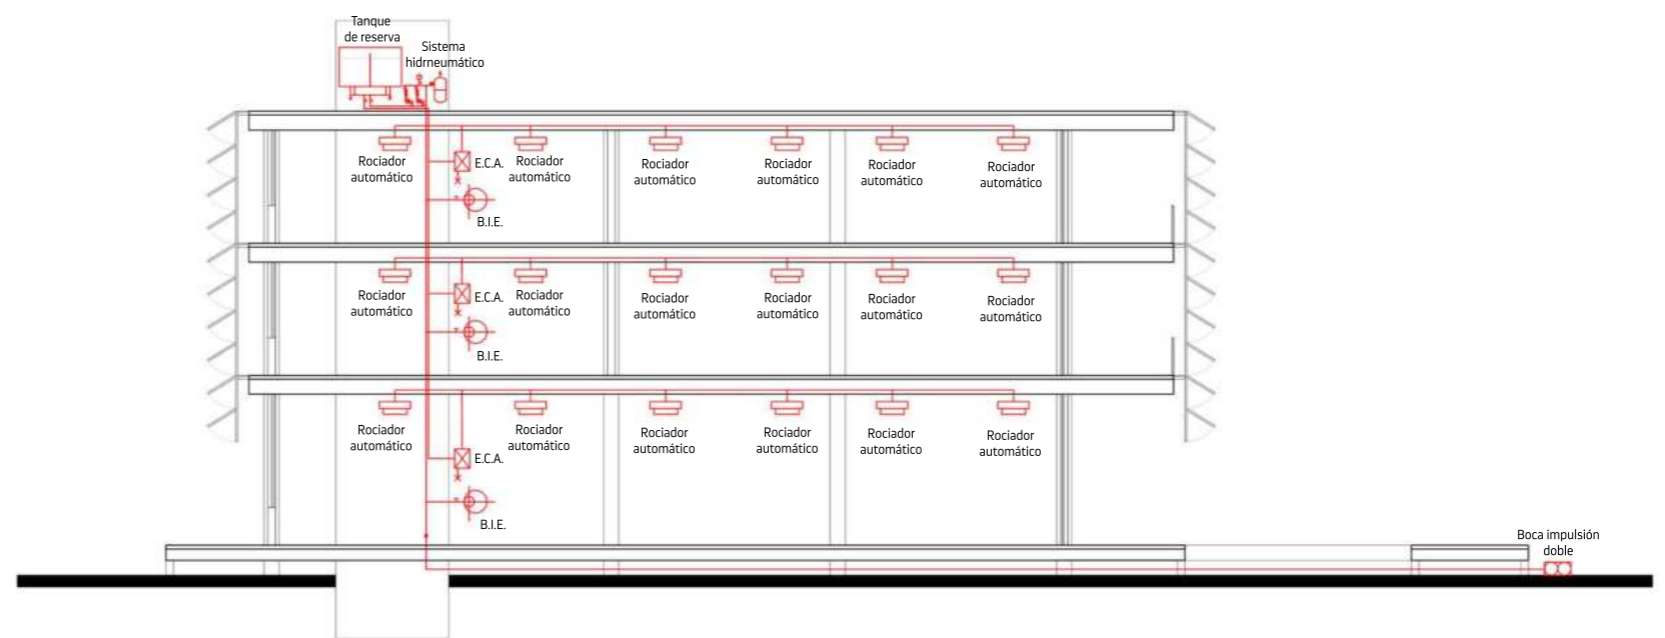 Tanque
de reserva
Sistema
hidrneumático
Rociador
automático
E.C.A.
Rociador
automático
Rociador
automático
Rociador
automático
Rociador
automático
Rociador
automático
B.I.E.
Rociador
automático
E.C.A.
Rociador
automático
Rociador
automático
Rociador
automático
Rociador
automático
Rociador
automático
B.I.E.
Rociador
automático
Rociador
automático
Rociador
automático
Rociador
automático
Rociador
automático
Rociador
automático
E.C.A.
B.I.E.
Boca impulsión
doble